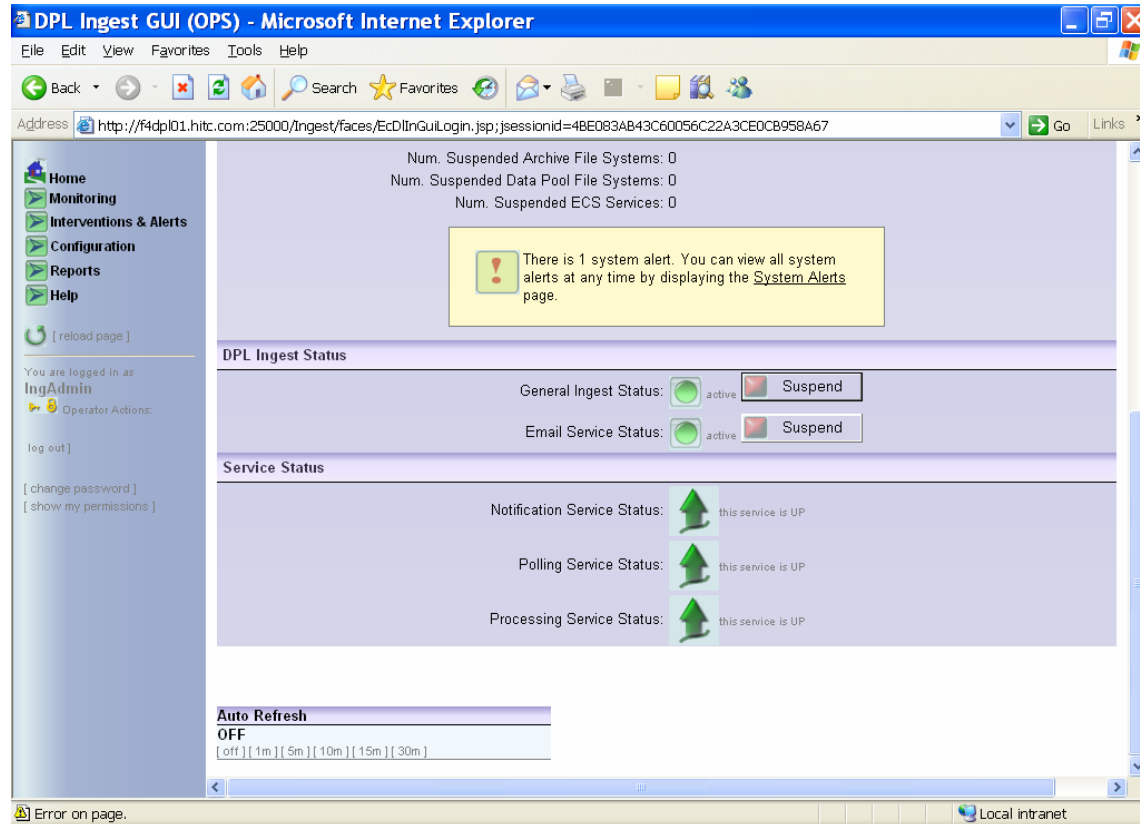 DPL Ingest GUI (OPS) - Microsoft Internet Explorer
File Edit View Favorites Tools Help
Back Search Favorites
Address http://f4dpl01.hitc.com:25000/Ingest/faces/EcDlInGuiLogin.jsp;jsessionid=4BE083AB43C60056C22A3CE0CB958A67 Go Links
Home
Monitoring
Interventions & Alerts
Configuration
Reports
Help
[ reload page ]
You are logged in as
IngAdmin
Operator Actions:
log out ]
[ change password ]
[ show my permissions ]
Num. Suspended Archive File Systems: 0
Num. Suspended Data Pool File Systems: 0
Num. Suspended ECS Services: 0
There is 1 system alert. You can view all system
alerts at any time by displaying the System Alerts
page.
DPL Ingest Status
General Ingest Status: active Suspend
Email Service Status: active Suspend
Service Status
Notification Service Status: this service is UP
Polling Service Status: this service is UP
Processing Service Status: this service is UP
Auto Refresh
OFF
[ off ][ 1m ][ 5m ][ 10m ][ 15m ][ 30m ]
Error on page. Local intranet